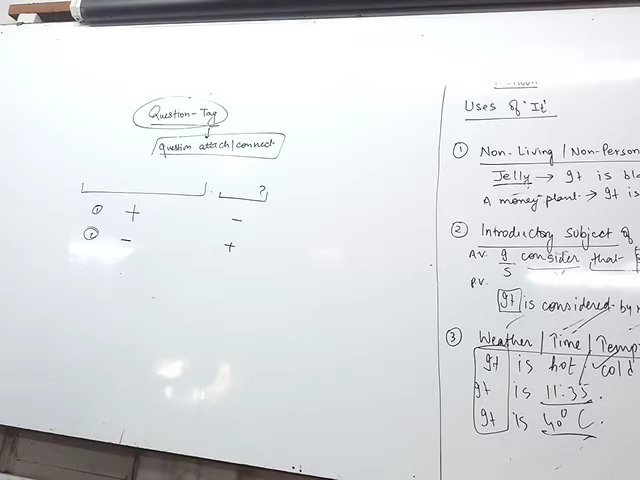 Question-Tag
question attach/connect
?
① + -
② - +
Uses of 'It'
① Non-Living / Non-Person
Jelly → It is bl
A money plant → It is
② Introductory Subject of
A.V. I consider that
S
P.V.
It is considered by
③ Weather / Time / Temp
It is hot / cold
It is 11:35.
It is 40°C.